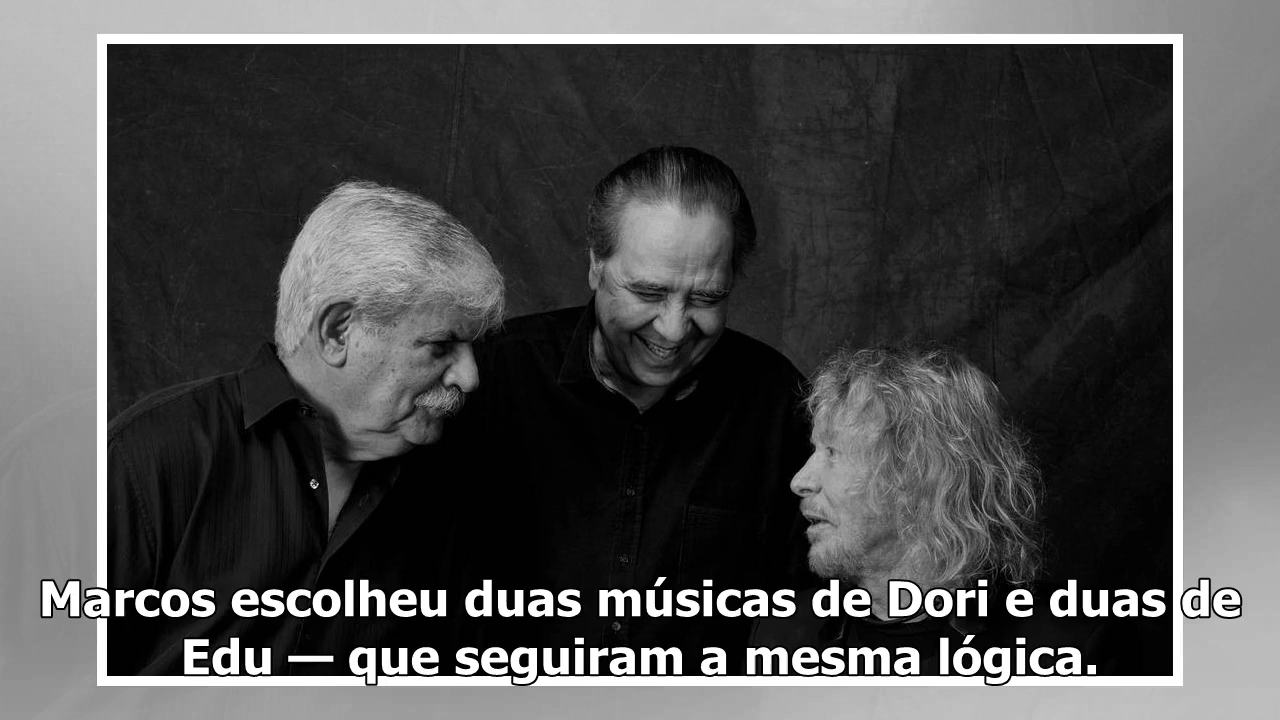 Marcos escolheu duas músicas de Dori e duas de
Edu — que seguiram a mesma lógica.